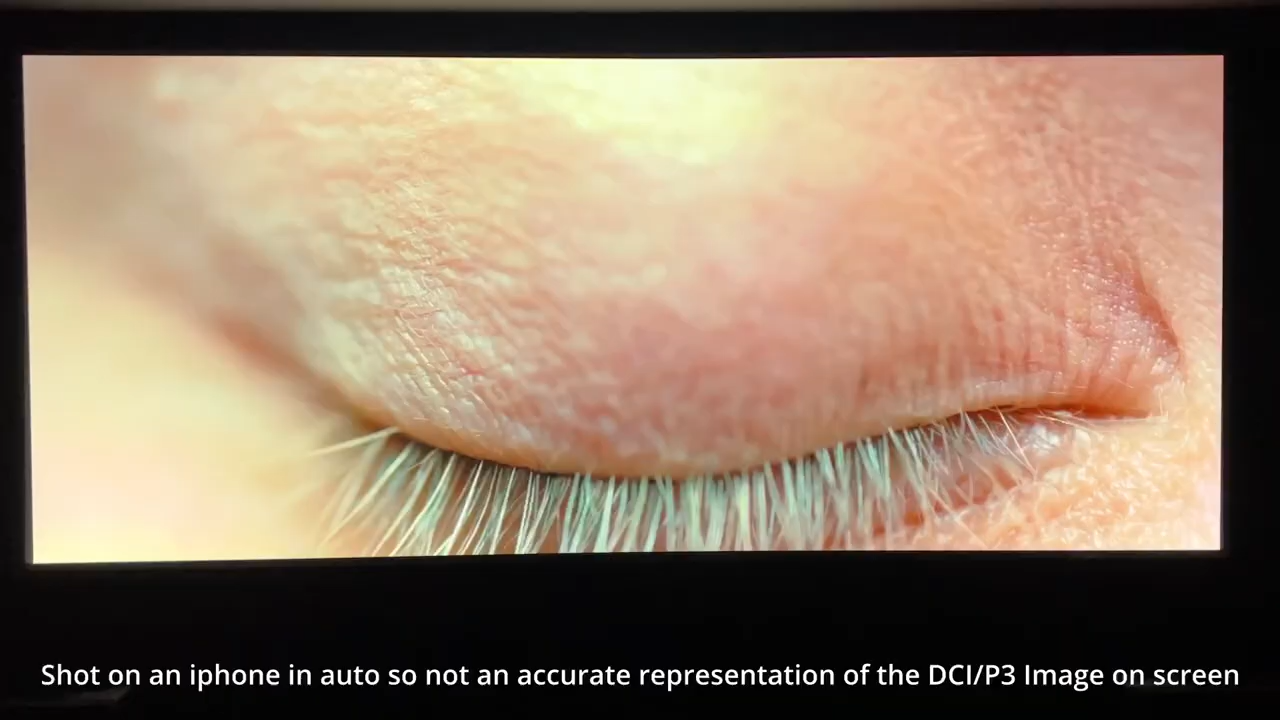 Shot on an iphone in auto so not an accurate representation of the DCI/P3 Image on screen